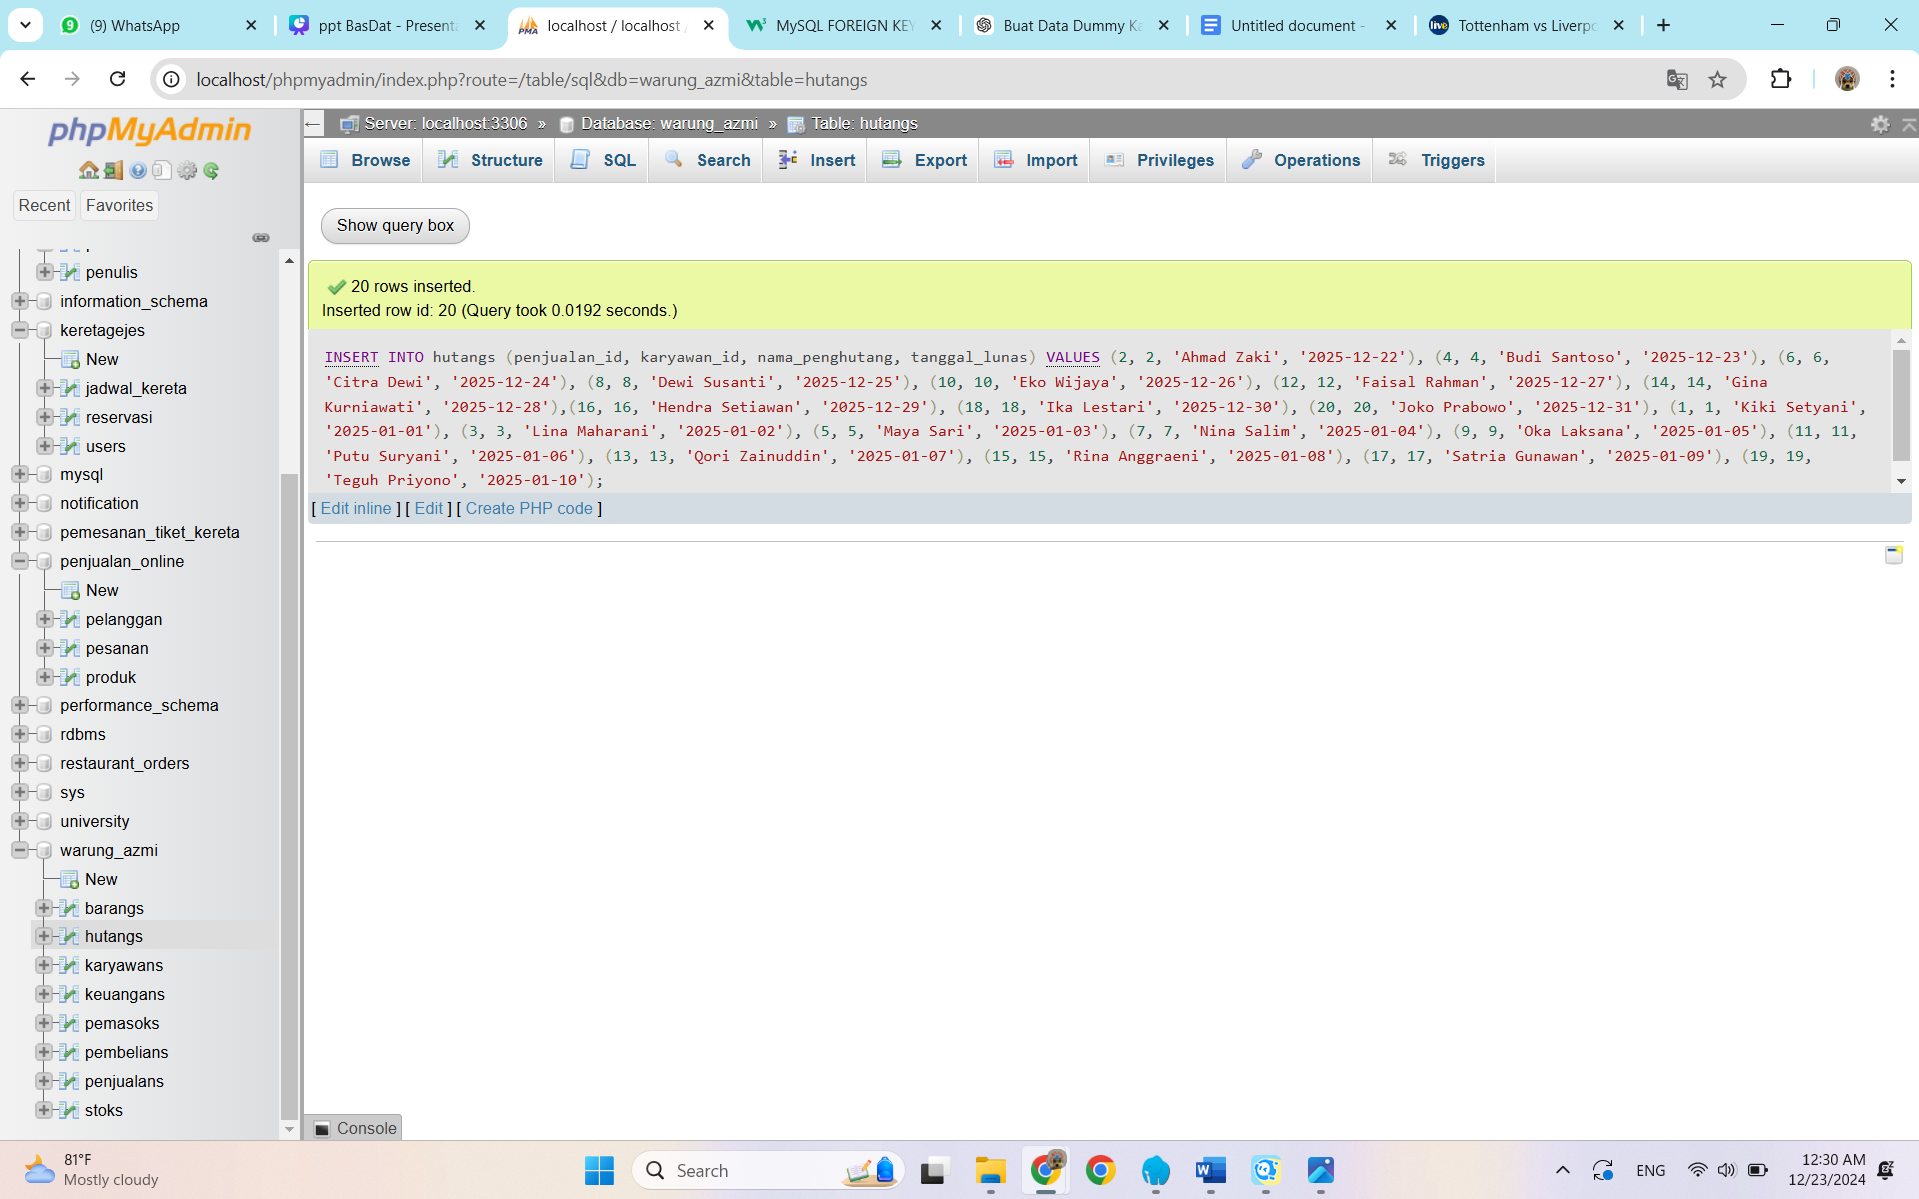 (9) WhatsApp
ppt BasDat - Presenta
localhost / localhost /
MySQL FOREIGN KEY
Buat Data Dummy Ka
Untitled document -
Tottenham vs Liverpo
localhost/phpmyadmin/index.php?route=/table/sql&db=warung_azmi&table=hutangs
phpMyAdmin
Recent
Favorites
penulis
information_schema
keretagejes
New
jadwal_kereta
reservasi
users
mysql
notification
pemesanan_tiket_kereta
penjualan_online
New
pelanggan
pesanan
produk
performance_schema
rdbms
restaurant_orders
sys
university
warung_azmi
New
barangs
hutangs
karyawans
keuangans
pemasoks
pembelians
penjualans
stoks
Server: localhost:3306 » Database: warung_azmi » Table: hutangs
Browse Structure SQL Search Insert Export Import Privileges Operations Triggers
Show query box
20 rows inserted.
Inserted row id: 20 (Query took 0.0192 seconds.)
INSERT INTO hutangs (penjualan_id, karyawan_id, nama_penghutang, tanggal_lunas) VALUES (2, 2, 'Ahmad Zaki', '2025-12-22'), (4, 4, 'Budi Santoso', '2025-12-23'), (6, 6,
'Citra Dewi', '2025-12-24'), (8, 8, 'Dewi Susanti', '2025-12-25'), (10, 10, 'Eko Wijaya', '2025-12-26'), (12, 12, 'Faisal Rahman', '2025-12-27'), (14, 14, 'Gina
Kurniawati', '2025-12-28'),(16, 16, 'Hendra Setiawan', '2025-12-29'), (18, 18, 'Ika Lestari', '2025-12-30'), (20, 20, 'Joko Prabowo', '2025-12-31'), (1, 1, 'Kiki Setyani',
'2025-01-01'), (3, 3, 'Lina Maharani', '2025-01-02'), (5, 5, 'Maya Sari', '2025-01-03'), (7, 7, 'Nina Salim', '2025-01-04'), (9, 9, 'Oka Laksana', '2025-01-05'), (11, 11,
'Putu Suryani', '2025-01-06'), (13, 13, 'Qori Zainuddin', '2025-01-07'), (15, 15, 'Rina Anggraeni', '2025-01-08'), (17, 17, 'Satria Gunawan', '2025-01-09'), (19, 19,
'Teguh Priyono', '2025-01-10');
[ Edit inline ] [ Edit ] [ Create PHP code ]
Console
81°F
Mostly cloudy
Search
ENG
12:30 AM
12/23/2024